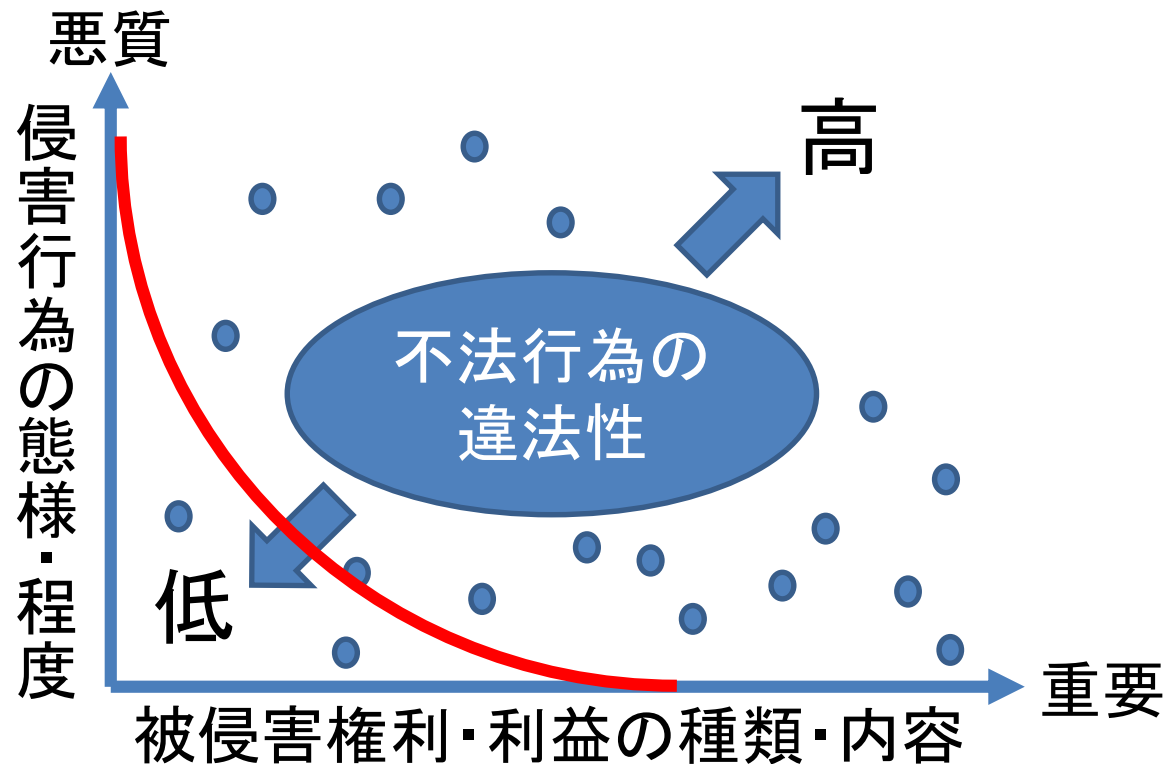 悪質
侵害行為の態様・程度
高
不法行為の
違法性
低
重要
被侵害権利・利益の種類・内容